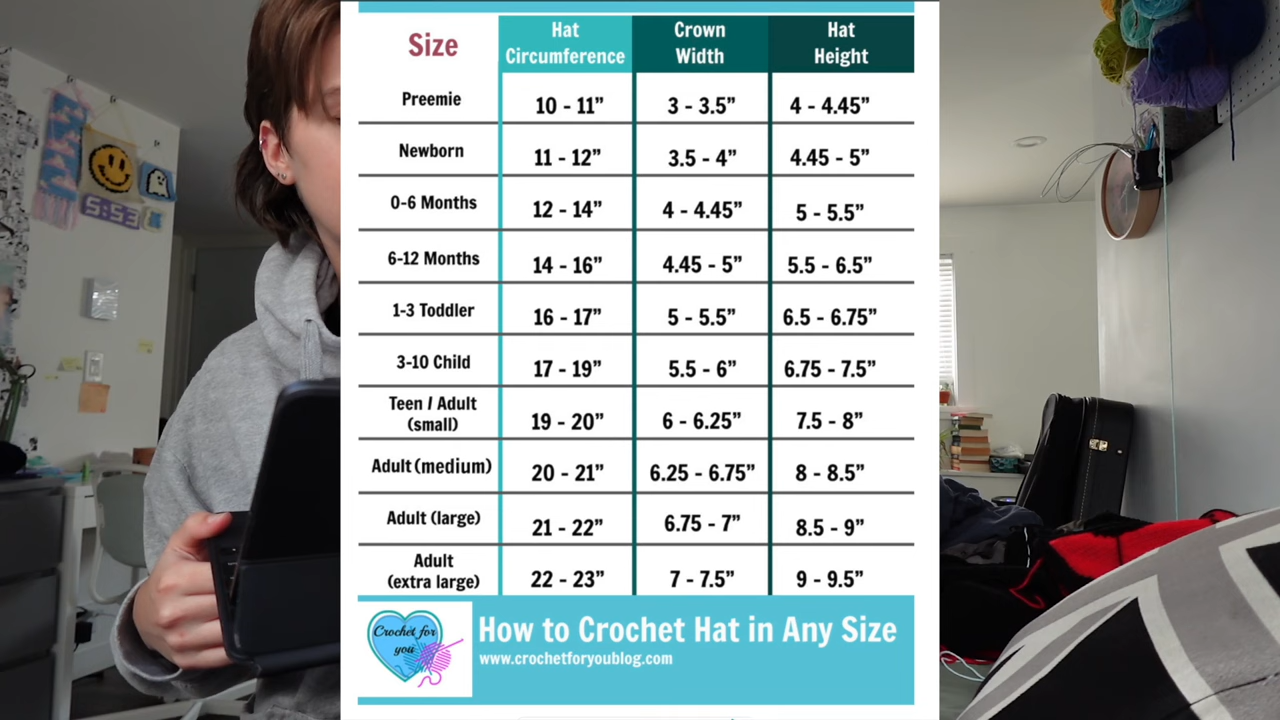 Size
Hat
Circumference
Crown
Width
Hat
Height
Preemie
10 - 11”
3 - 3.5”
4 - 4.45”
Newborn
11 - 12”
3.5 - 4”
4.45 - 5”
0-6 Months
12 - 14”
4 - 4.45”
5 - 5.5”
6-12 Months
14 - 16”
4.45 - 5”
5.5 - 6.5”
1-3 Toddler
16 - 17”
5 - 5.5”
6.5 - 6.75”
3-10 Child
17 - 19”
5.5 - 6”
6.75 - 7.5”
Teen / Adult
(small)
19 - 20”
6 - 6.25”
7.5 - 8”
Adult (medium)
20 - 21”
6.25 - 6.75”
8 - 8.5”
Adult (large)
21 - 22”
6.75 - 7”
8.5 - 9”
Adult
(extra large)
22 - 23”
7 - 7.5”
9 - 9.5”
Crochet for
you
How to Crochet Hat in Any Size
www.crochetforyoublog.com
5:53